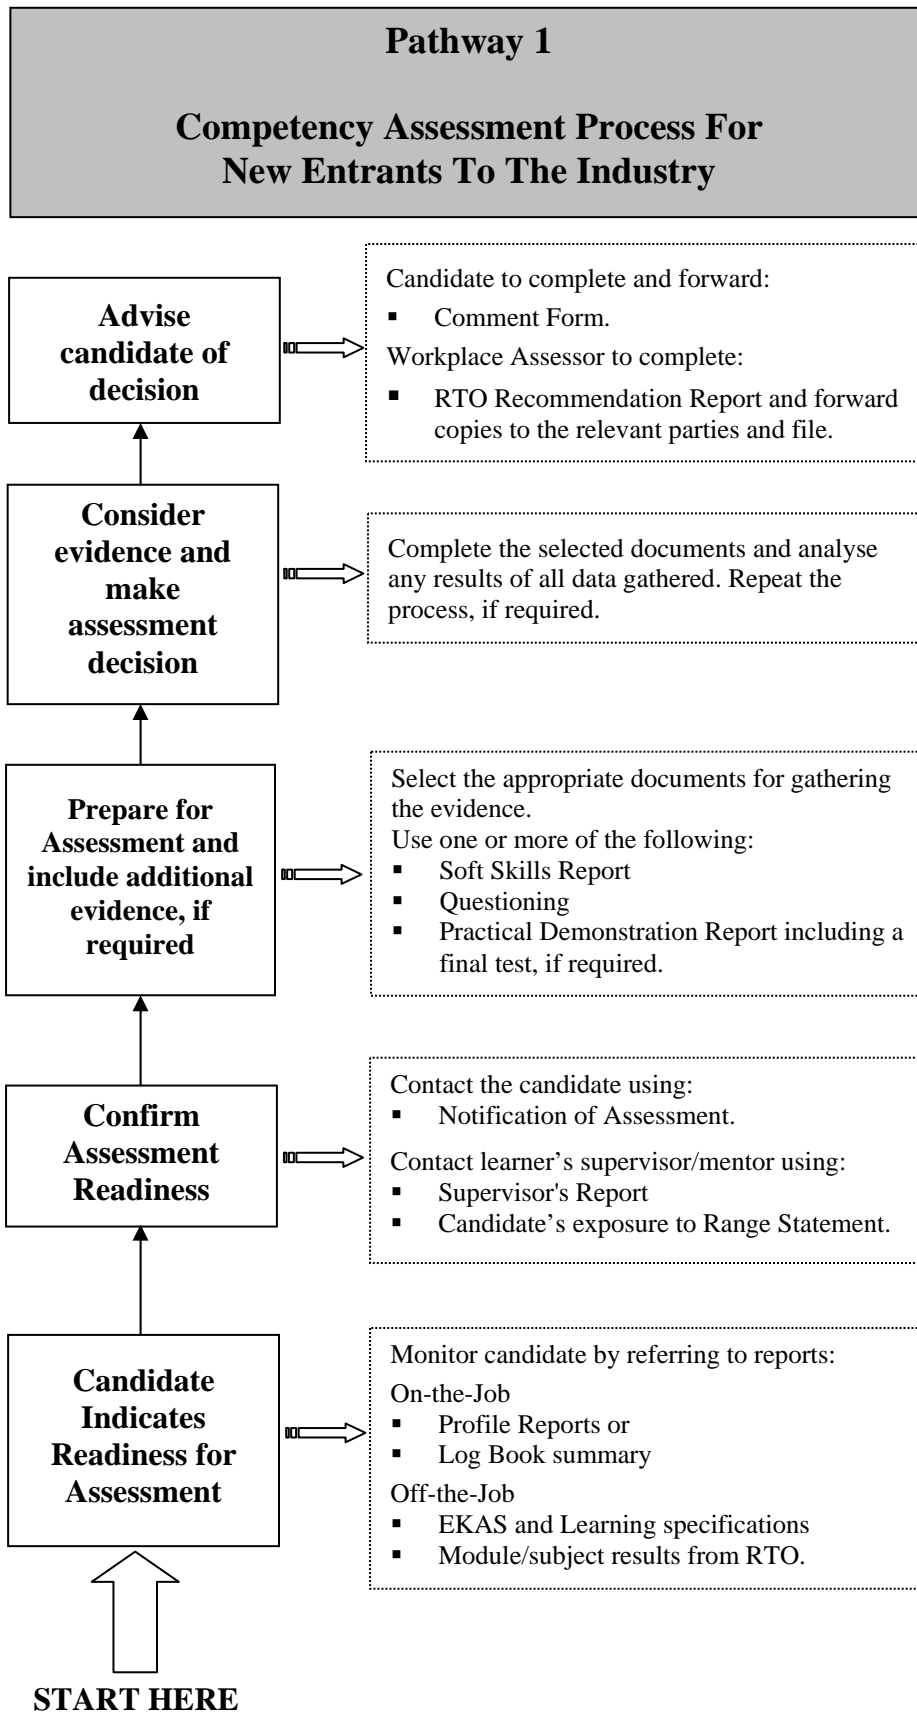 Pathway 1
Competency Assessment Process For
New Entrants To The Industry
Advise
candidate of
decision
Candidate to complete and forward:
▪ Comment Form.
Workplace Assessor to complete:
▪ RTO Recommendation Report and forward
copies to the relevant parties and file.
Consider
evidence and
make
assessment
decision
Complete the selected documents and analyse
any results of all data gathered. Repeat the
process, if required.
Prepare for
Assessment and
include additional
evidence, if
required
Select the appropriate documents for gathering
the evidence.
Use one or more of the following:
▪ Soft Skills Report
▪ Questioning
▪ Practical Demonstration Report including a
final test, if required.
Confirm
Assessment
Readiness
Contact the candidate using:
▪ Notification of Assessment.
Contact learner’s supervisor/mentor using:
▪ Supervisor's Report
▪ Candidate’s exposure to Range Statement.
Candidate
Indicates
Readiness for
Assessment
Monitor candidate by referring to reports:
On-the-Job
▪ Profile Reports or
▪ Log Book summary
Off-the-Job
▪ EKAS and Learning specifications
▪ Module/subject results from RTO.
START HERE